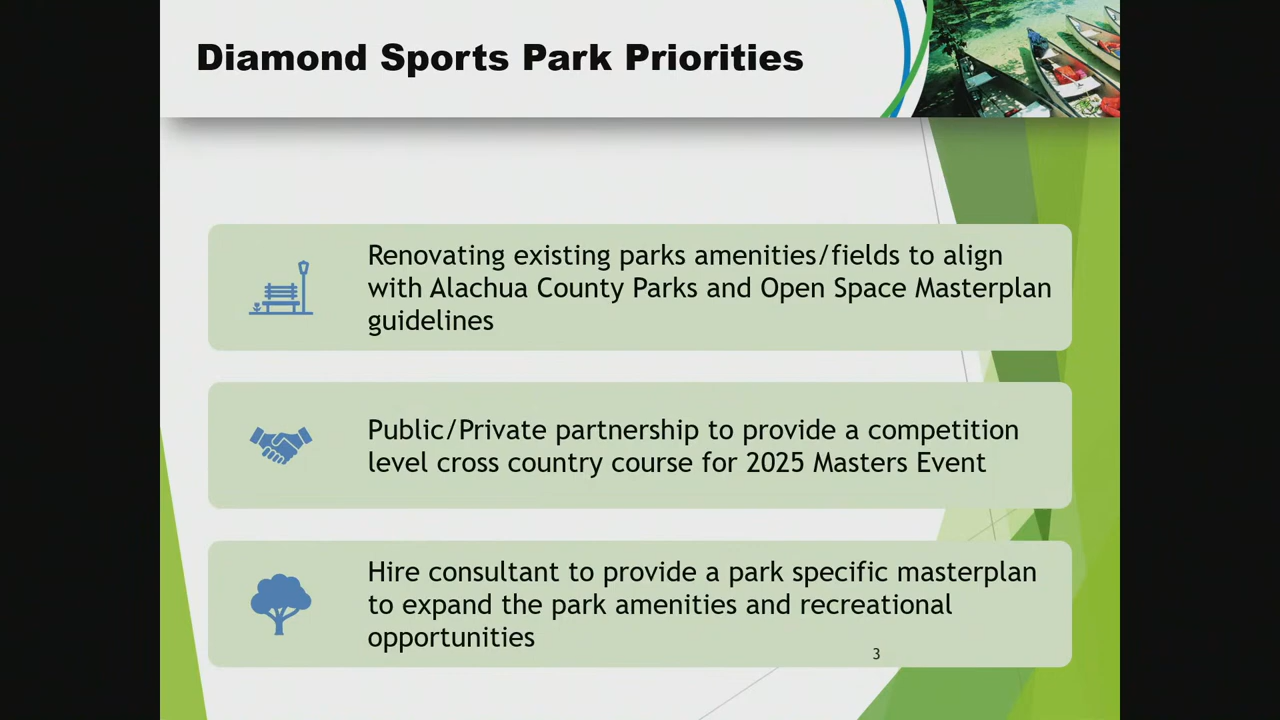 Diamond Sports Park Priorities
Renovating existing parks amenities/fields to align
with Alachua County Parks and Open Space Masterplan
guidelines
Public/Private partnership to provide a competition
level cross country course for 2025 Masters Event
Hire consultant to provide a park specific masterplan
to expand the park amenities and recreational
opportunities
3